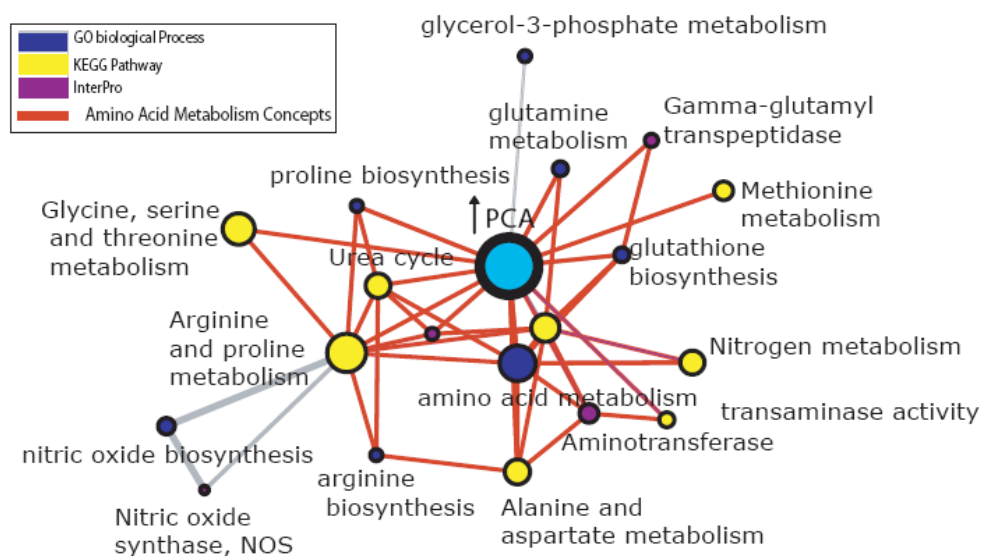 glycerol-3-phosphate metabolism
GO biological Process
KEGG Pathway
InterPro
Amino Acid Metabolism Concepts
glutamine
metabolism
Gamma-glutamyl
transpeptidase
proline biosynthesis
Methionine
metabolism
Glycine, serine
and threonine
metabolism
PCA
Urea cycle
glutathione
biosynthesis
Arginine
and proline
metabolism
Nitrogen metabolism
amino acid metabolism
transaminase activity
Aminotransferase
nitric oxide biosynthesis
arginine
biosynthesis
Alanine and
aspartate metabolism
Nitric oxide
synthase, NOS